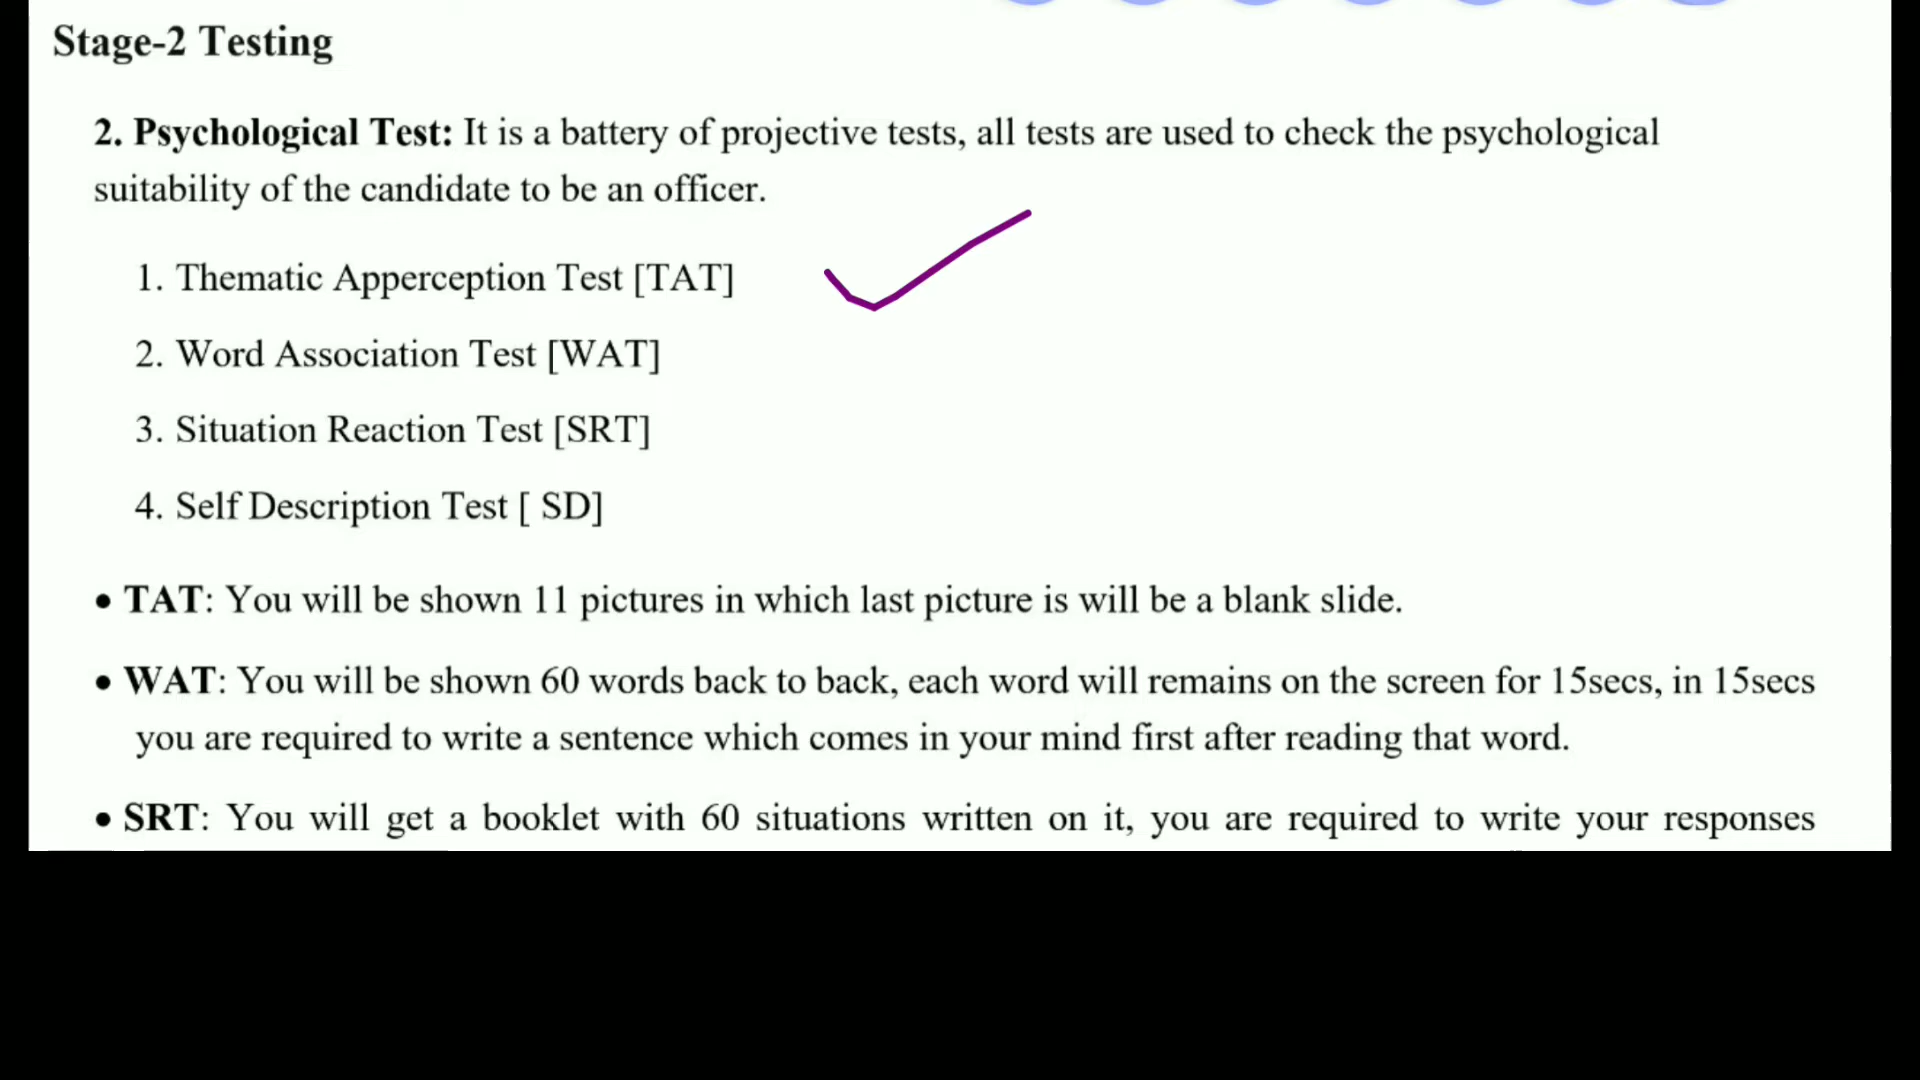 Stage-2 Testing
2. Psychological Test: It is a battery of projective tests, all tests are used to check the psychological
suitability of the candidate to be an officer.
1. Thematic Apperception Test [TAT]
2. Word Association Test [WAT]
3. Situation Reaction Test [SRT]
4. Self Description Test [ SD]
• TAT: You will be shown 11 pictures in which last picture is will be a blank slide.
• WAT: You will be shown 60 words back to back, each word will remains on the screen for 15secs, in 15secs
you are required to write a sentence which comes in your mind first after reading that word.
• SRT: You will get a booklet with 60 situations written on it, you are required to write your responses